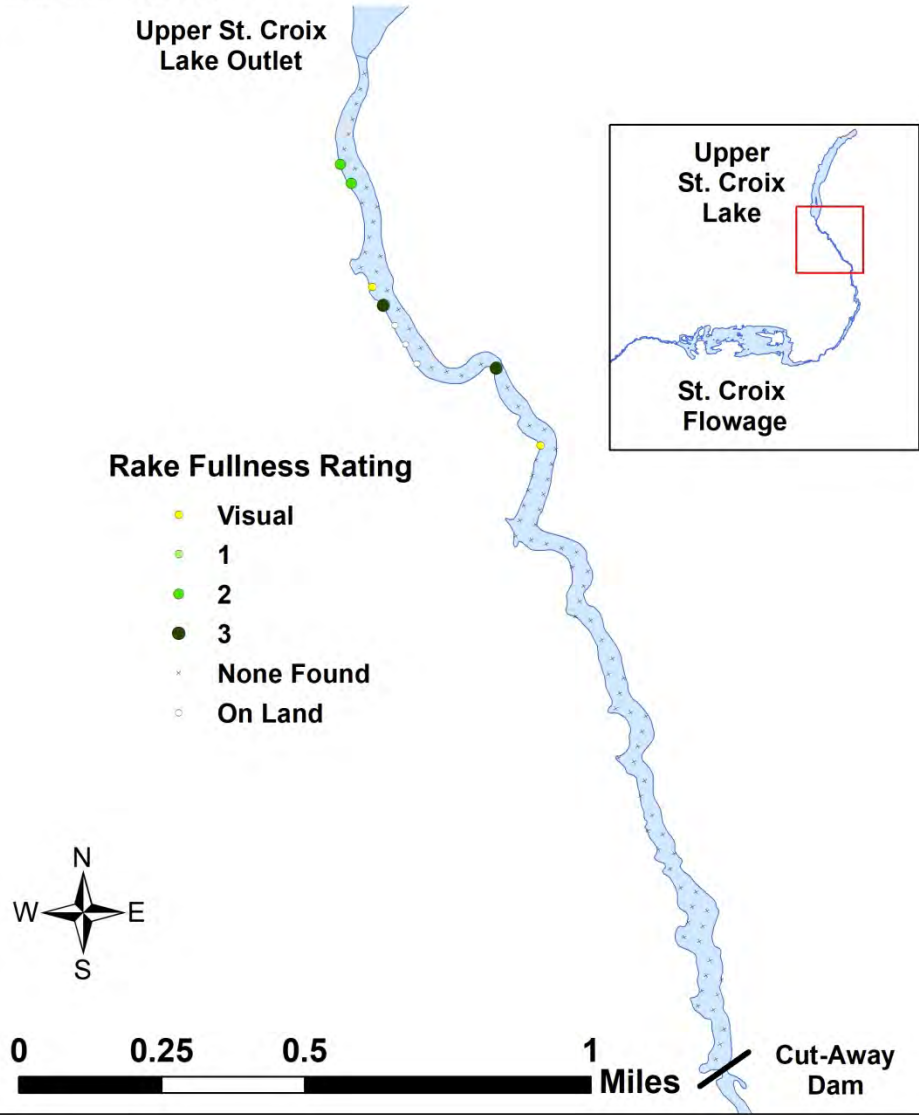 Upper St. Croix
Lake Outlet
Upper
St. Croix
Lake
St. Croix
Flowage
Rake Fullness Rating
Visual
1
2
3
None Found
On Land
N
W E
S
0 0.25 0.5 1
Miles
Cut-Away
Dam